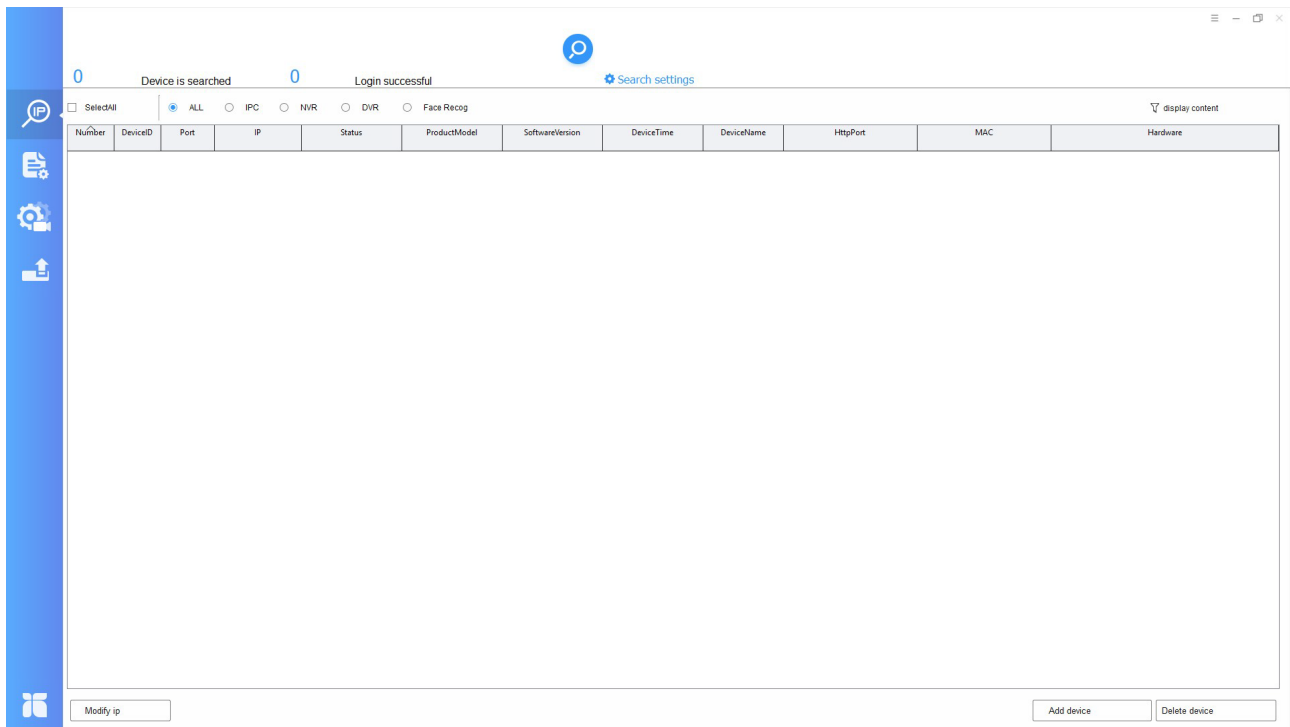 0 Device is searched 0 Login successful Search settings
IP SelectAll ALL IPC NVR DVR Face Recog display content
Number DeviceID Port IP Status ProductModel SoftwareVersion DeviceTime DeviceName HttpPort MAC Hardware
Modify ip Add device Delete device